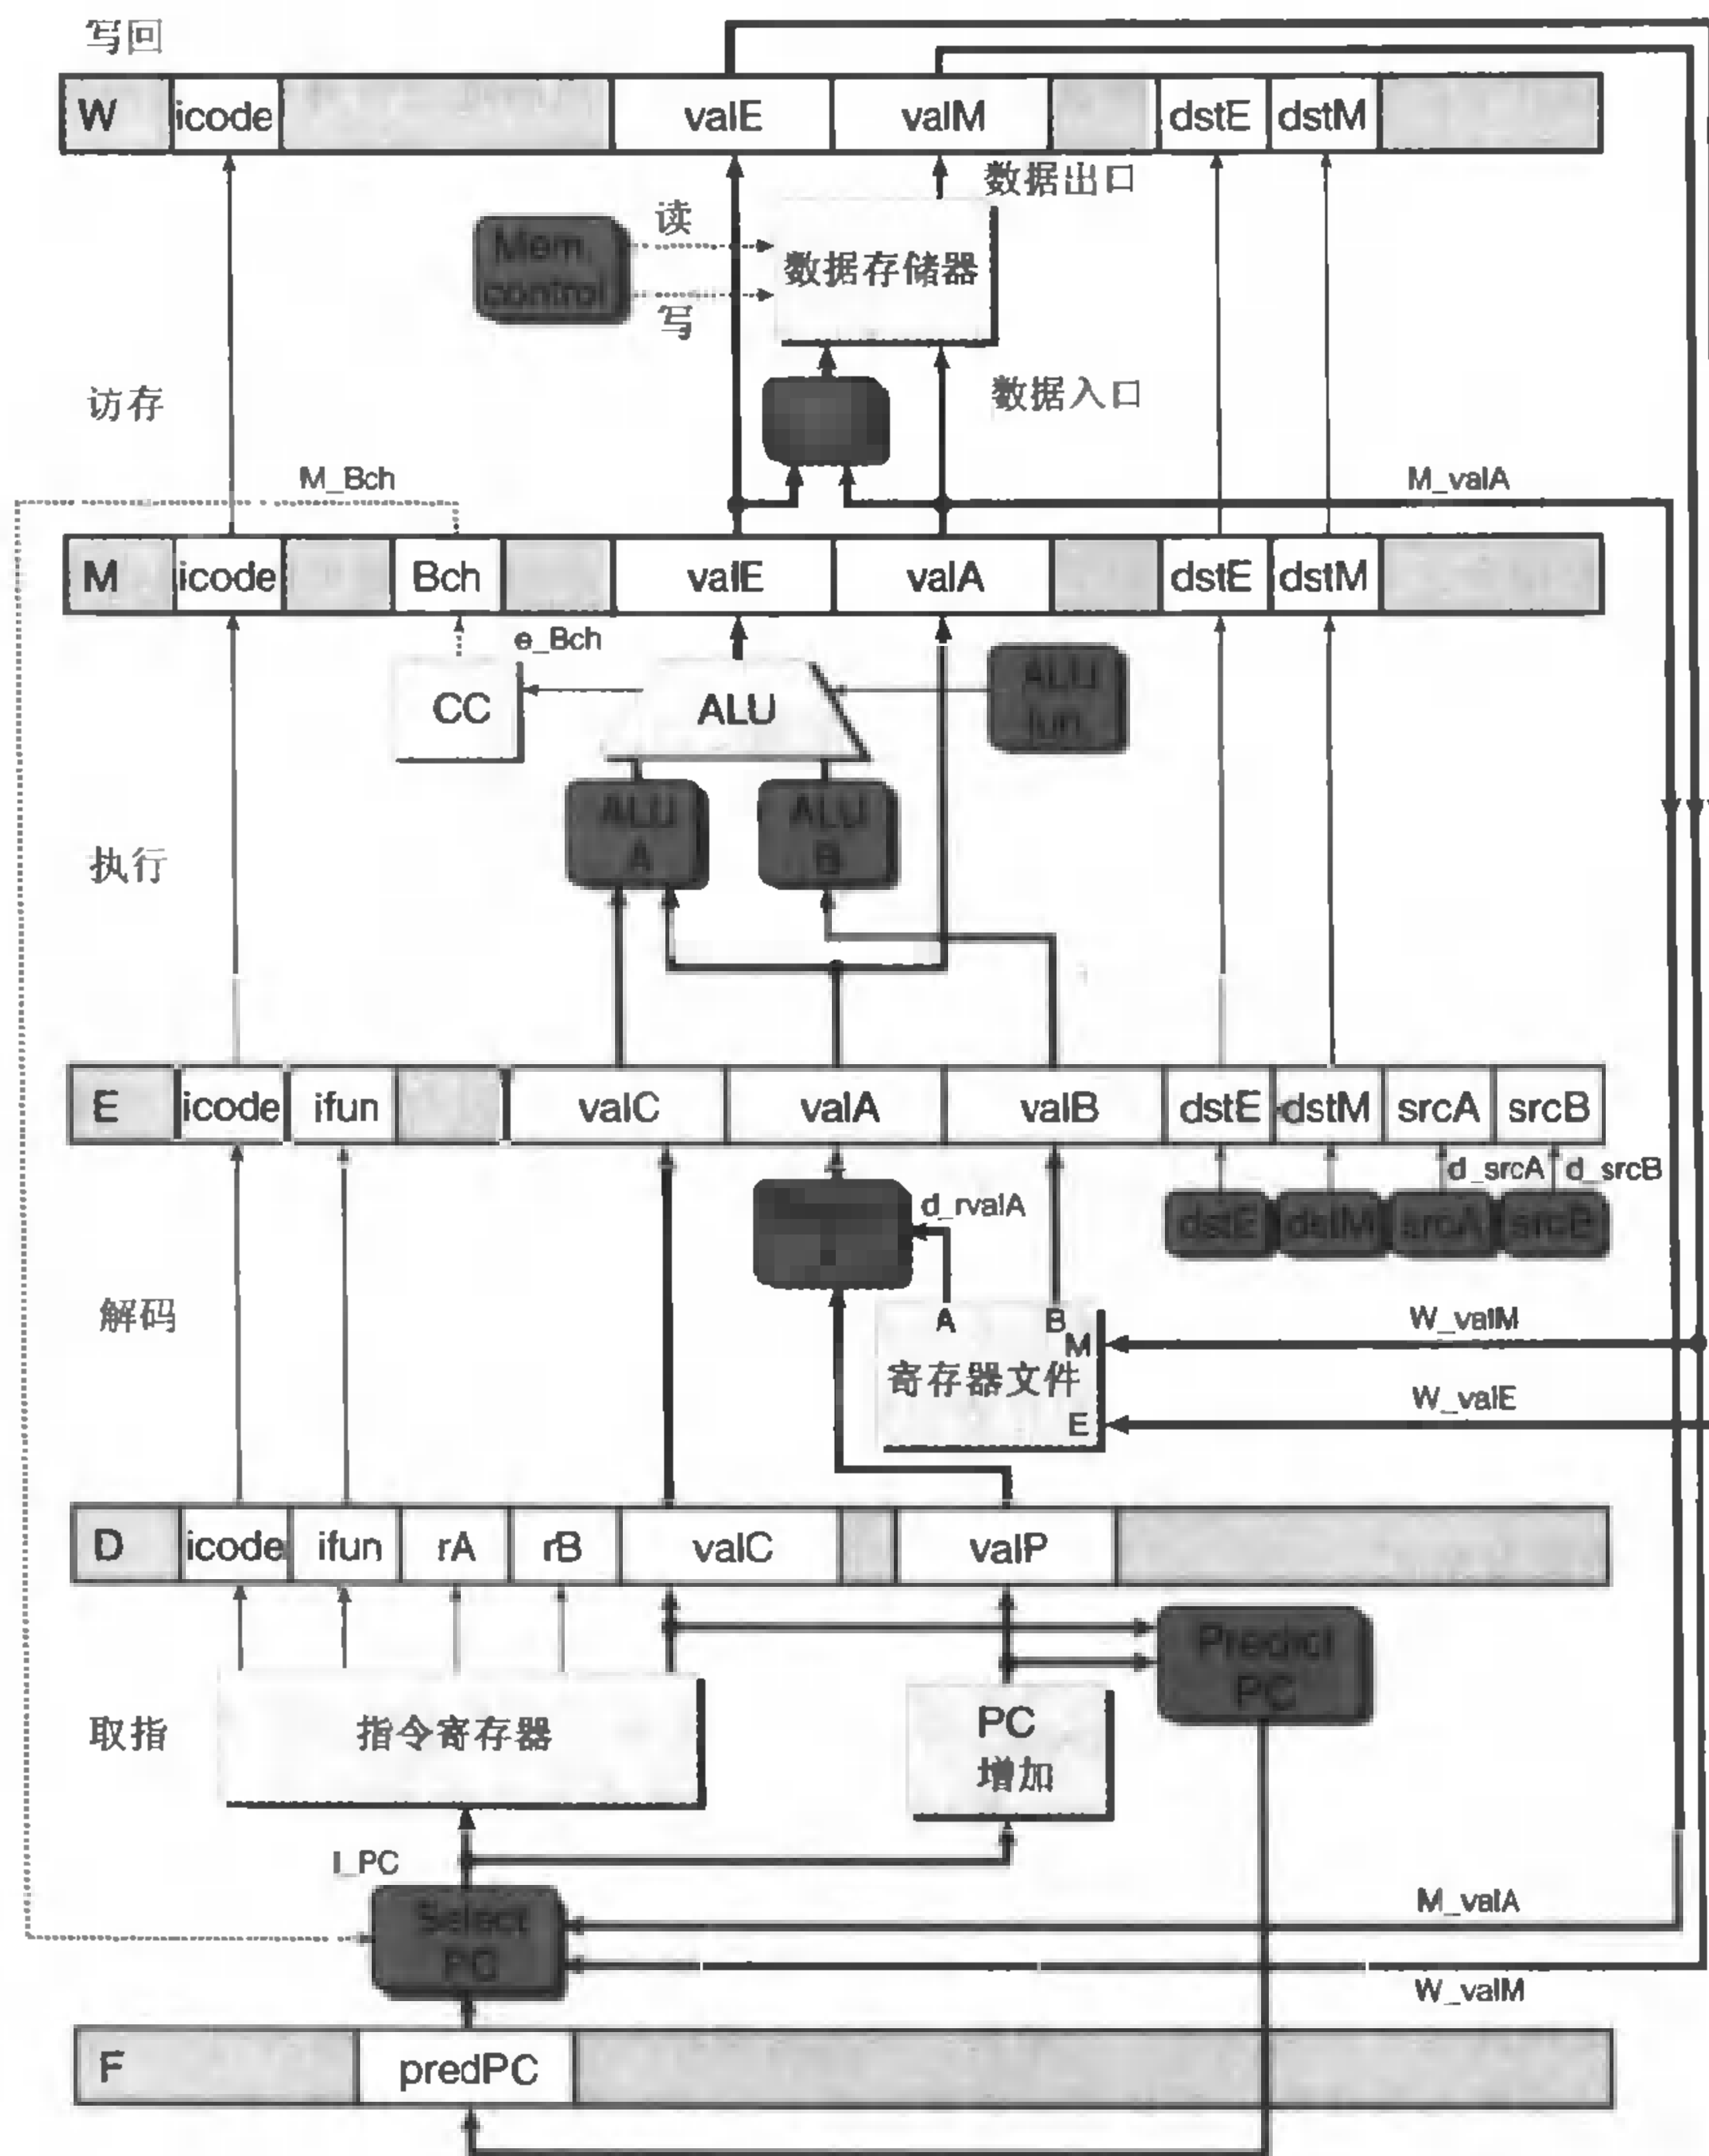 写回
W icode valE valM dstE dstM
数据出口
读
Mem.
control
数据存储器
写
访存
数据入口
M_Bch
M_valA
M icode Bch valE valA dstE dstM
e_Bch
CC
ALU
ALU
fun.
ALU
A
ALU
B
执行
E icode ifun valC valA valB dstE dstM srcA srcB
d_srcA d_srcB
d_rvalA
dstE dstM srcA srcB
解码
A B
W_valM
M
寄存器文件
W_valE
E
D icode ifun rA rB valC valP
Predict
PC
取指
指令寄存器
PC
增加
f_PC
Select
PC
M_valA
W_valM
F predPC